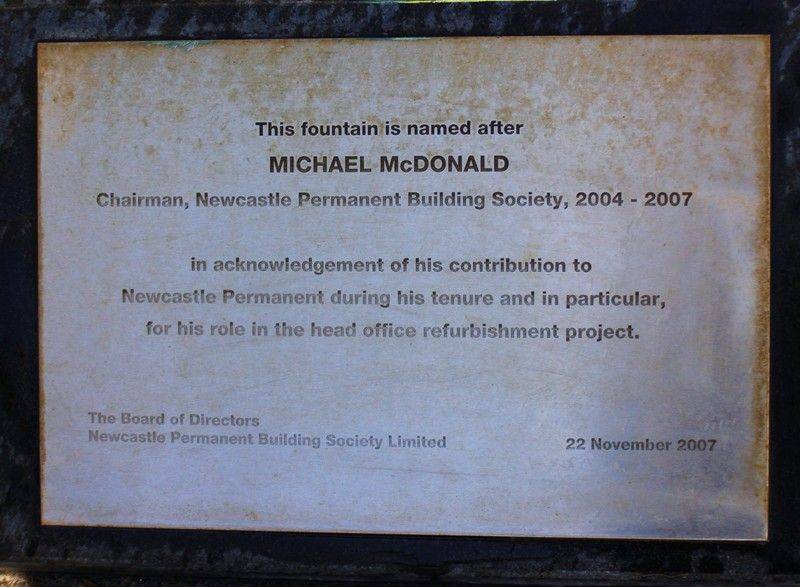 This fountain is named after
MICHAEL McDONALD
Chairman, Newcastle Permanent Building Society, 2004 - 2007
in acknowledgement of his contribution to
Newcastle Permanent during his tenure and in particular,
for his role in the head office refurbishment project.
The Board of Directors
Newcastle Permanent Building Society Limited
22 November 2007